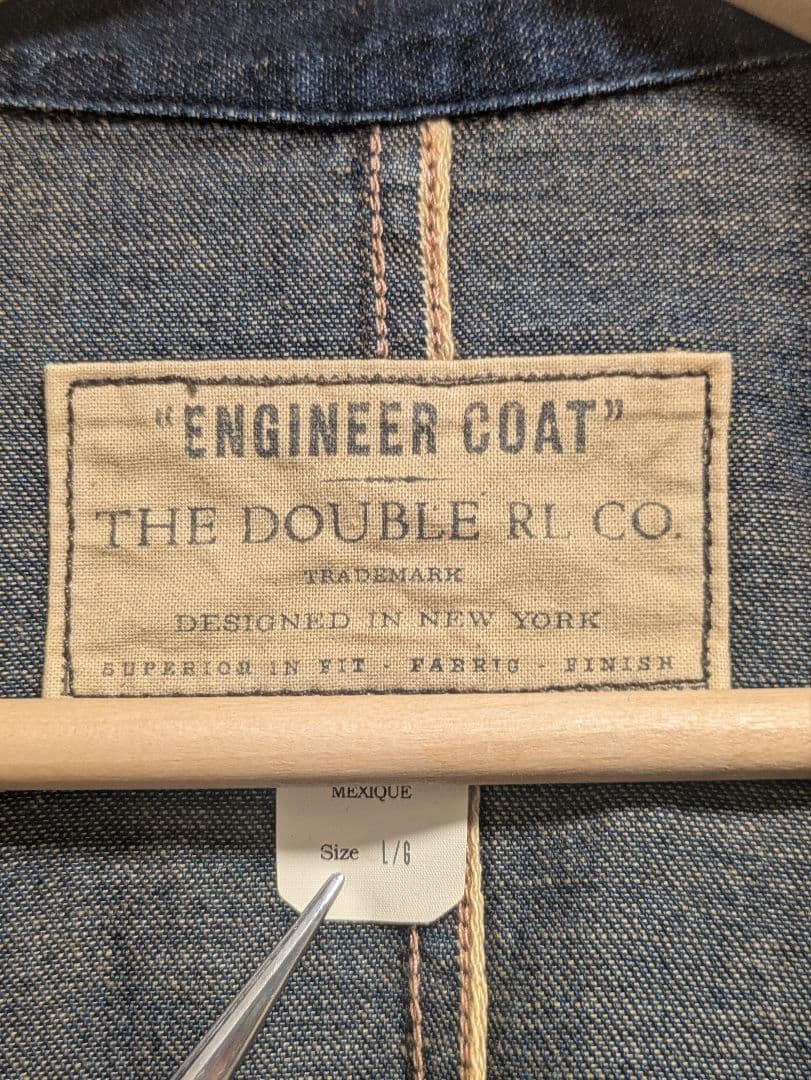 “ENGINEER COAT”
THE DOUBLE RL CO.
TRADEMARK
DESIGNED IN NEW YORK
SUPERIOR IN FIT - FABRIC - FINISH
MEXIQUE
Size L/G